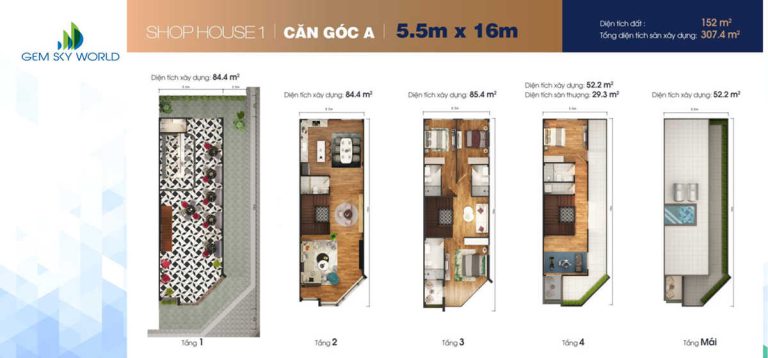 GEM SKY WORLD
SHOP HOUSE 1 | CĂN GÓC A | 5.5m x 16m
Diện tích đất : 152 m²
Tổng diện tích sàn xây dựng: 307.4 m²
Diện tích xây dựng: 84.4 m²
Diện tích xây dựng: 84.4 m²
Diện tích xây dựng: 85.4 m²
Diện tích xây dựng: 52.2 m²
Diện tích sân thượng: 29.3 m²
Diện tích xây dựng: 52.2 m²
Tầng 1
Tầng 2
Tầng 3
Tầng 4
Tầng Mái